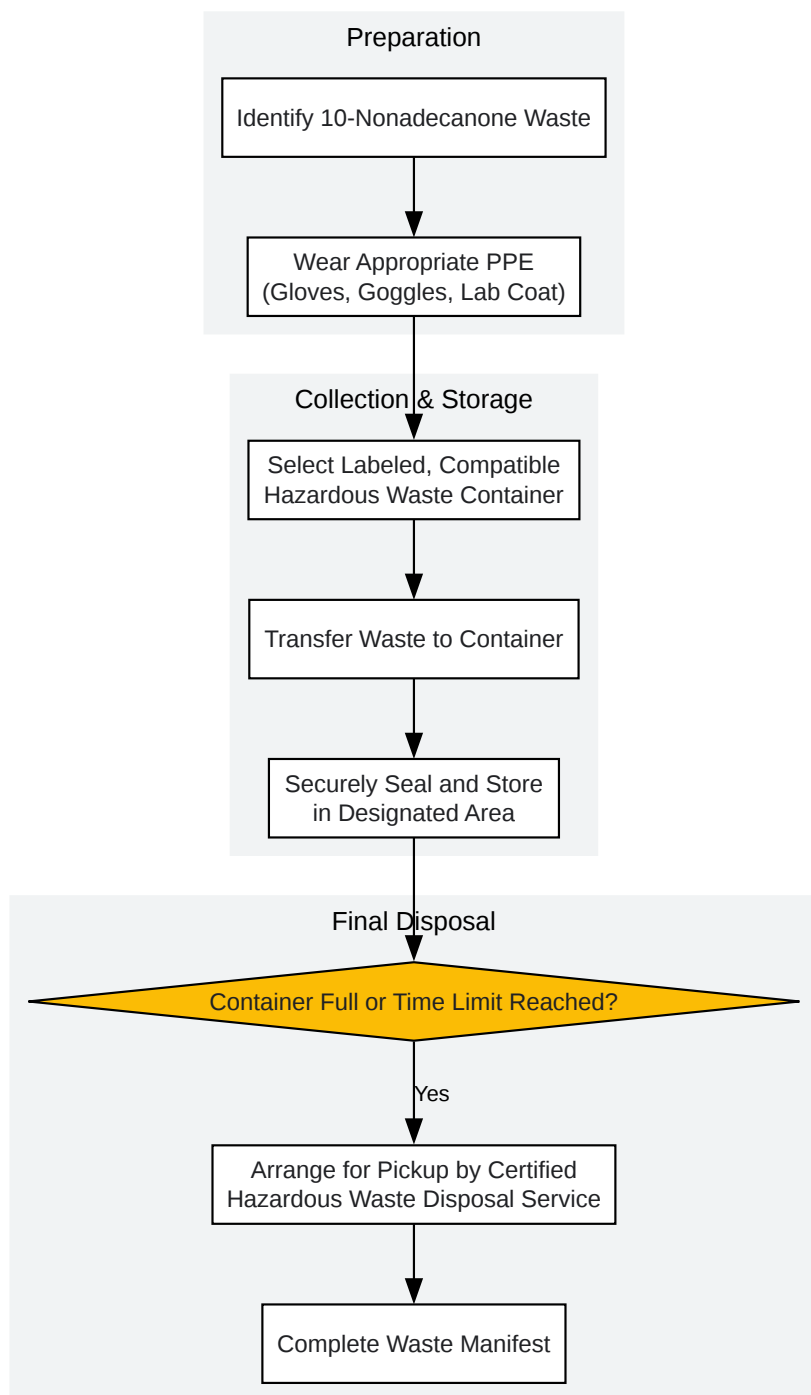 Preparation
Identify 10-Nonadecanone Waste
Wear Appropriate PPE
(Gloves, Goggles, Lab Coat)
Collection & Storage
Select Labeled, Compatible
Hazardous Waste Container
Transfer Waste to Container
Securely Seal and Store
in Designated Area
Final Disposal
Container Full or Time Limit Reached?
Yes
Arrange for Pickup by Certified
Hazardous Waste Disposal Service
Complete Waste Manifest